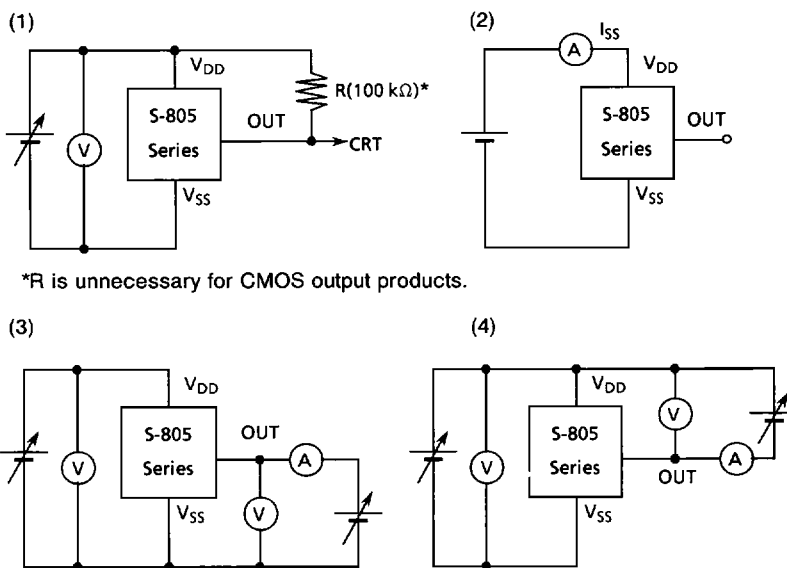 (1)
V_DD
S-805
Series
OUT
R(100 kΩ)*
CRT
V
V_SS
(2)
A
I_SS
V_DD
S-805
Series
OUT
V_SS
*R is unnecessary for CMOS output products.
(3)
V_DD
S-805
Series
OUT
A
V
V
V_SS
(4)
V_DD
S-805
Series
V
V
A
OUT
V_SS